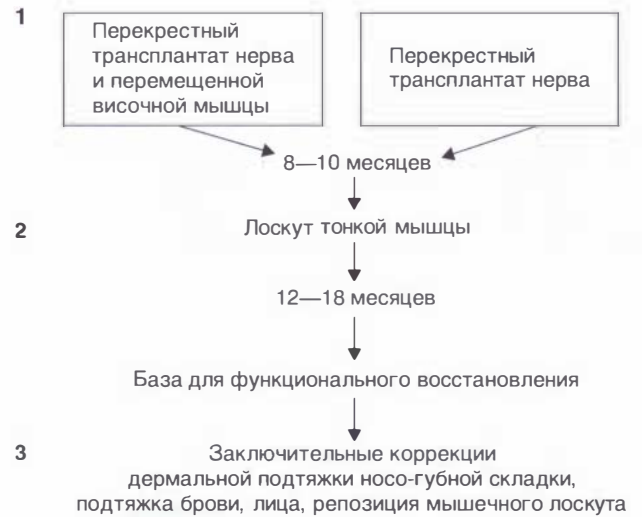 1
Перекрестный
трансплантат нерва
и перемещенной
височной мышцы
Перекрестный
трансплантат нерва
8—10 месяцев
2
Лоскут тонкой мышцы
12—18 месяцев
База для функционального восстановления
3
Заключительные коррекции
дермальной подтяжки носо-губной складки,
подтяжка брови, лица, репозиция мышечного лоскута